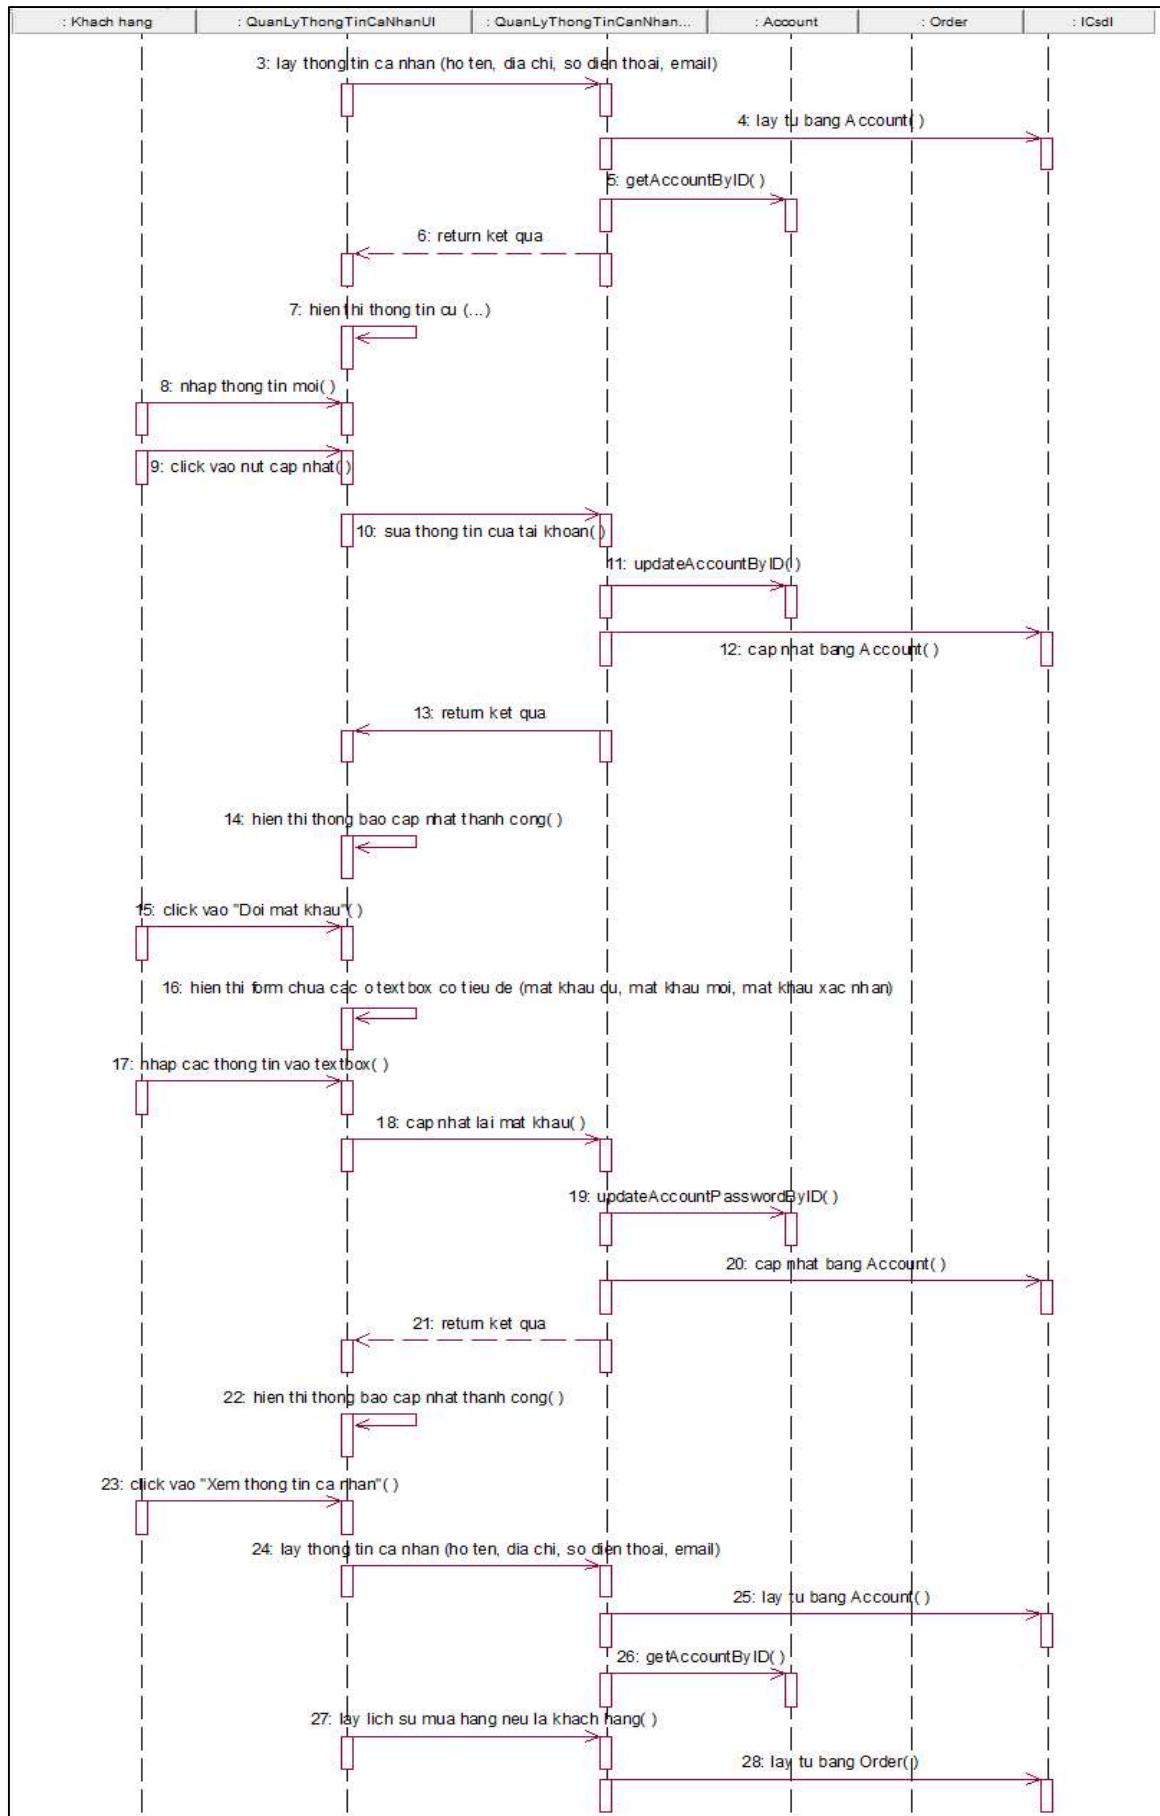 : Khach hang
: QuanLyThongTinCaNhanUI
: QuanLyThongTinCanNhan...
: Account
: Order
: ICsdl
3: lay thong tin ca nhan (ho ten, dia chi, so dien thoai, email)
4: lay tu bang Account( )
5: getAccountByID( )
6: return ket qua
7: hien thi thong tin cu (...)
8: nhap thong tin moi( )
9: click vao nut cap nhat( )
10: sua thong tin cua tai khoan( )
11: updateAccountByID( )
12: cap nhat bang Account( )
13: return ket qua
14: hien thi thong bao cap nhat thanh cong( )
15: click vao "Doi mat khau"( )
16: hien thi form chua cac o textbox co tieu de (mat khau cu, mat khau moi, mat khau xac nhan)
17: nhap cac thong tin vao textbox( )
18: cap nhat lai mat khau( )
19: updateAccountPasswordByID( )
20: cap nhat bang Account( )
21: return ket qua
22: hien thi thong bao cap nhat thanh cong( )
23: click vao "Xem thong tin ca nhan"( )
24: lay thong tin ca nhan (ho ten, dia chi, so dien thoai, email)
25: lay tu bang Account( )
26: getAccountByID( )
27: lay lich su mua hang neu la khach hang( )
28: lay tu bang Order( )